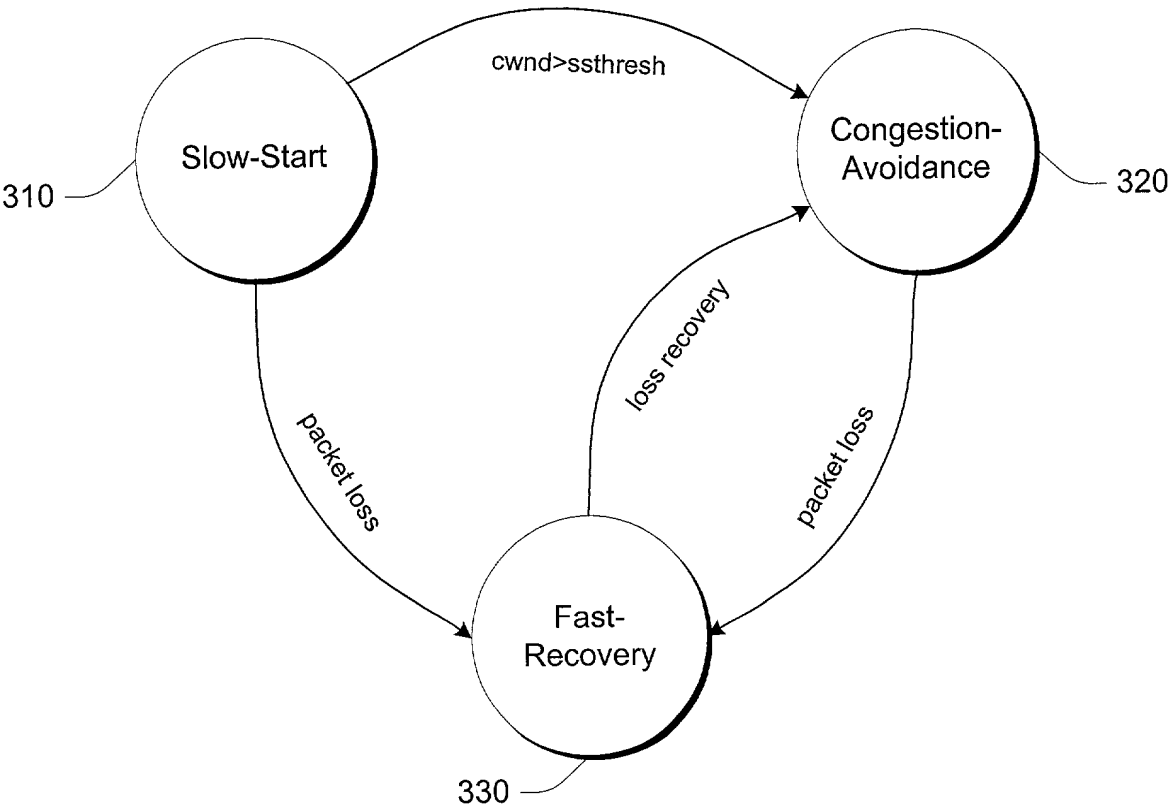 cwnd>ssthresh
Slow-Start
Congestion-
Avoidance
310
320
loss recovery
packet loss
packet loss
Fast-
Recovery
330